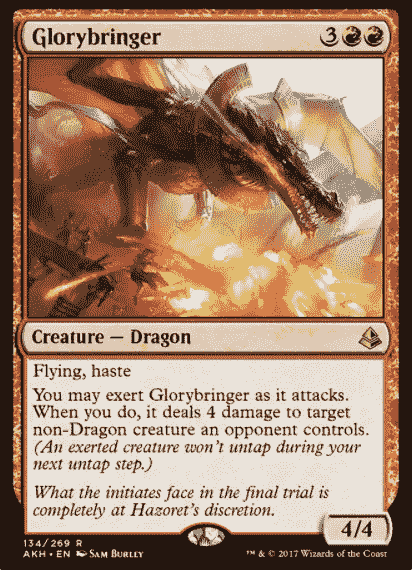 Glorybringer 3
Creature — Dragon
Flying, haste
You may exert Glorybringer as it attacks.
When you do, it deals 4 damage to target
non-Dragon creature an opponent controls.
(An exerted creature won't untap during your
next untap step.)
What the initiates face in the final trial is
completely at Hazoret's discretion.
4/4
134/269 R
AKH • EN SAM BURLEY
™ & © 2017 Wizards of the Coast